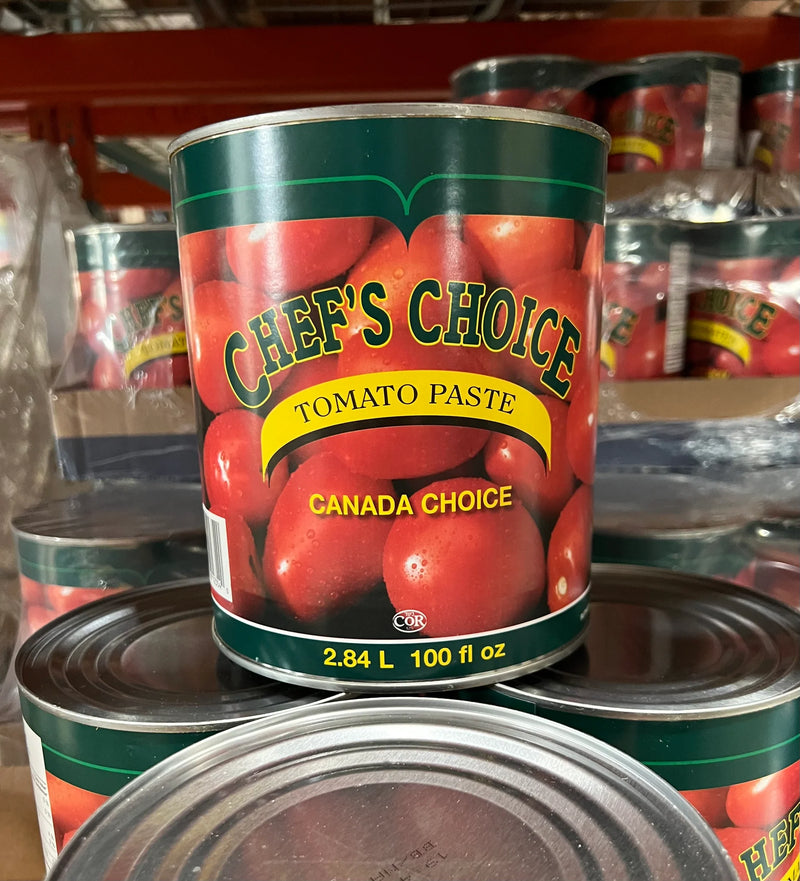 CHEF'S CHOICE
TOMATO PASTE
CANADA CHOICE
COR
2.84 L 100 fl oz